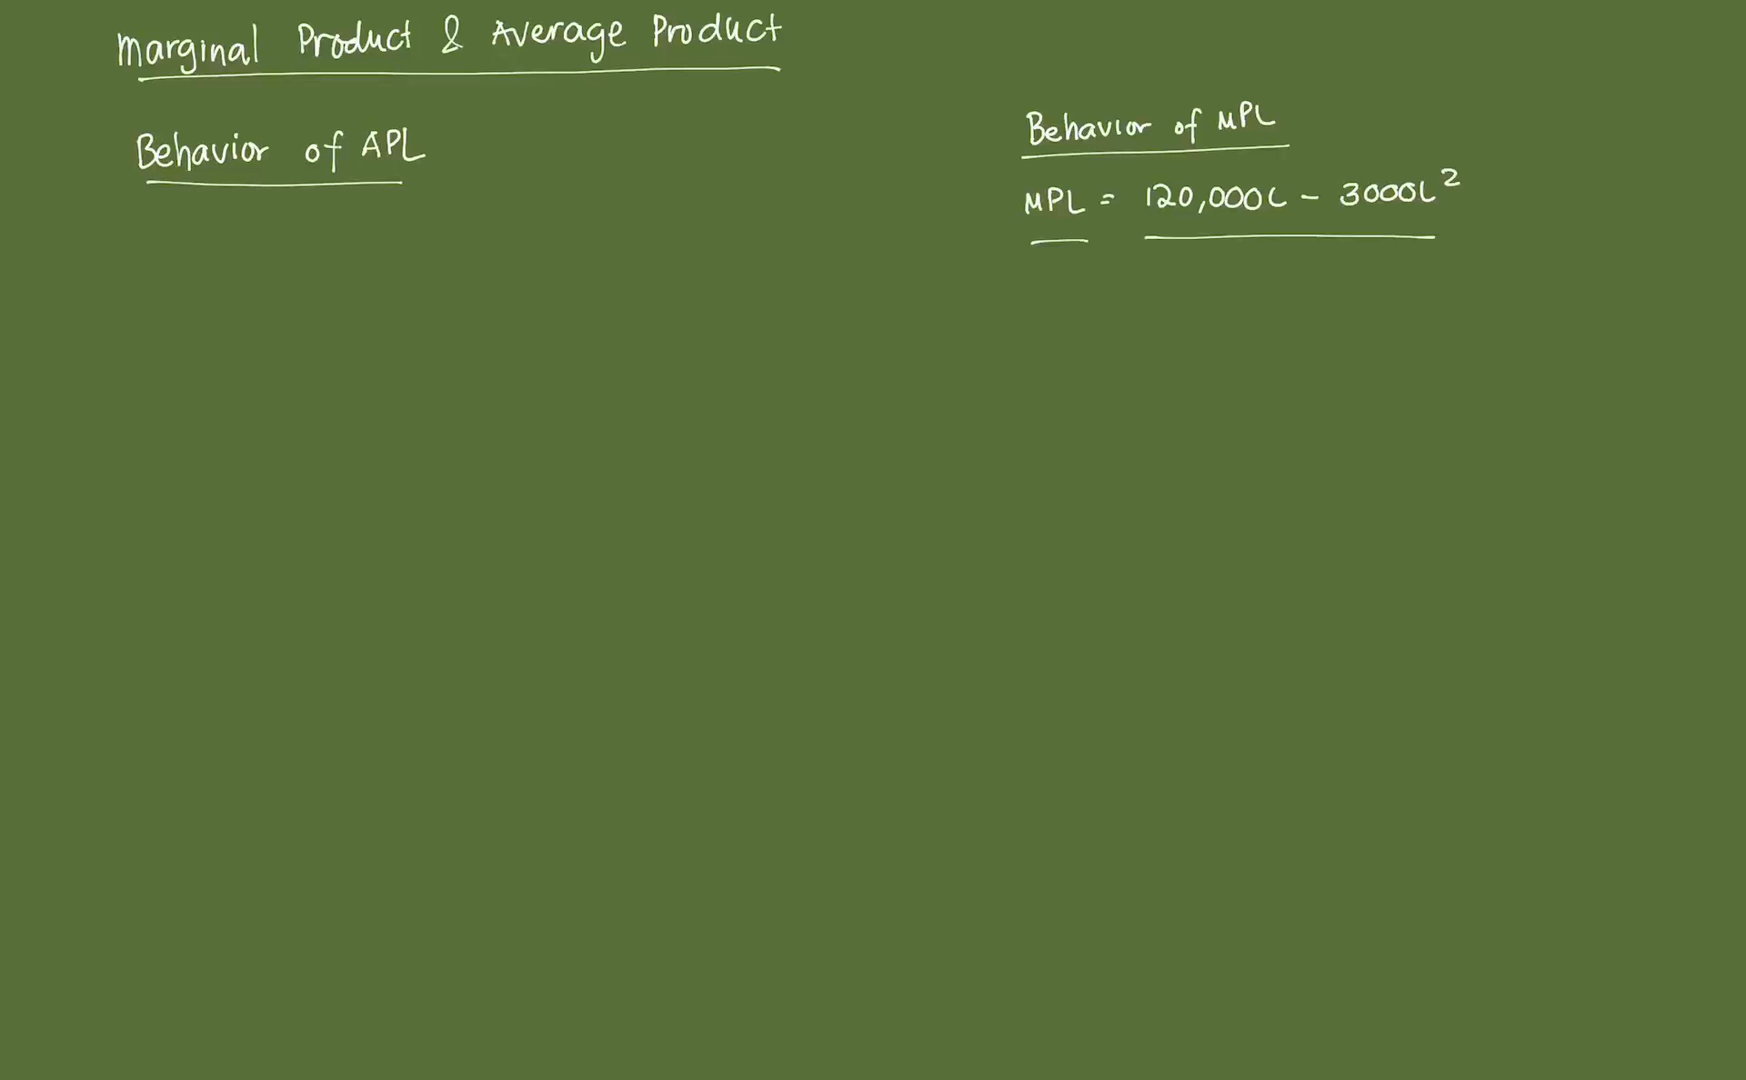 Marginal Product & Average Product
Behavior of APL
Behavior of MPL
MPL = 120,000L - 3000L²